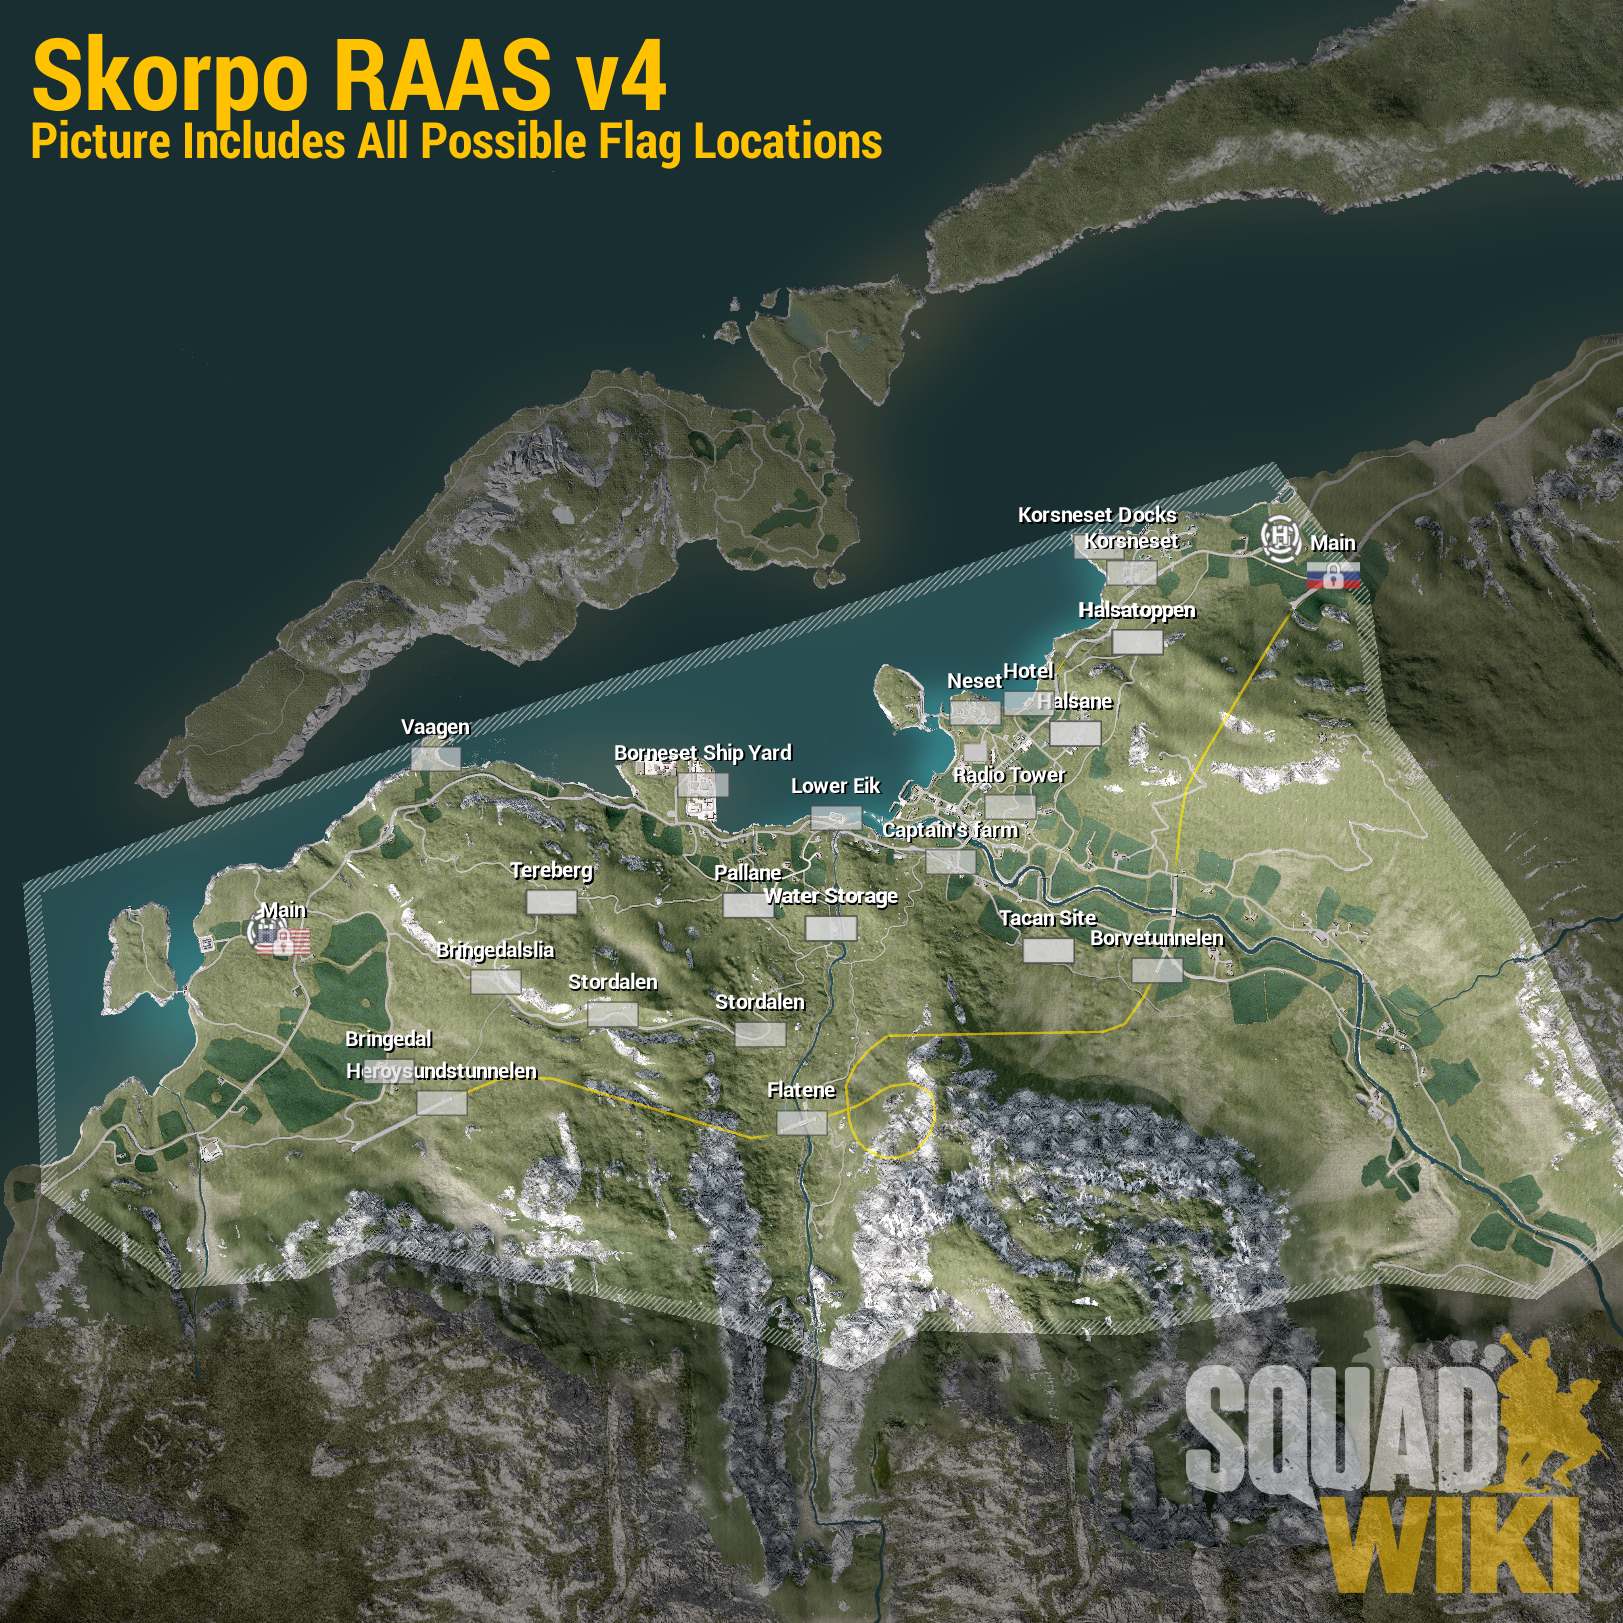 Skorpo RAAS v4
Picture Includes All Possible Flag Locations
Korsneset Docks
Korsneset
Main
Halsatoppen
Hotel
Neset
Halsane
Vaagen
Borneset Ship Yard
Radio Tower
Lower Eik
Captain's farm
Tereberg
Pallane
Water Storage
Main
Tacan Site
Borvetunnelen
Bringedalslia
Stordalen
Stordalen
Bringedal
Heroysundstunnelen
Flatene
H
SQUAD
WIKI